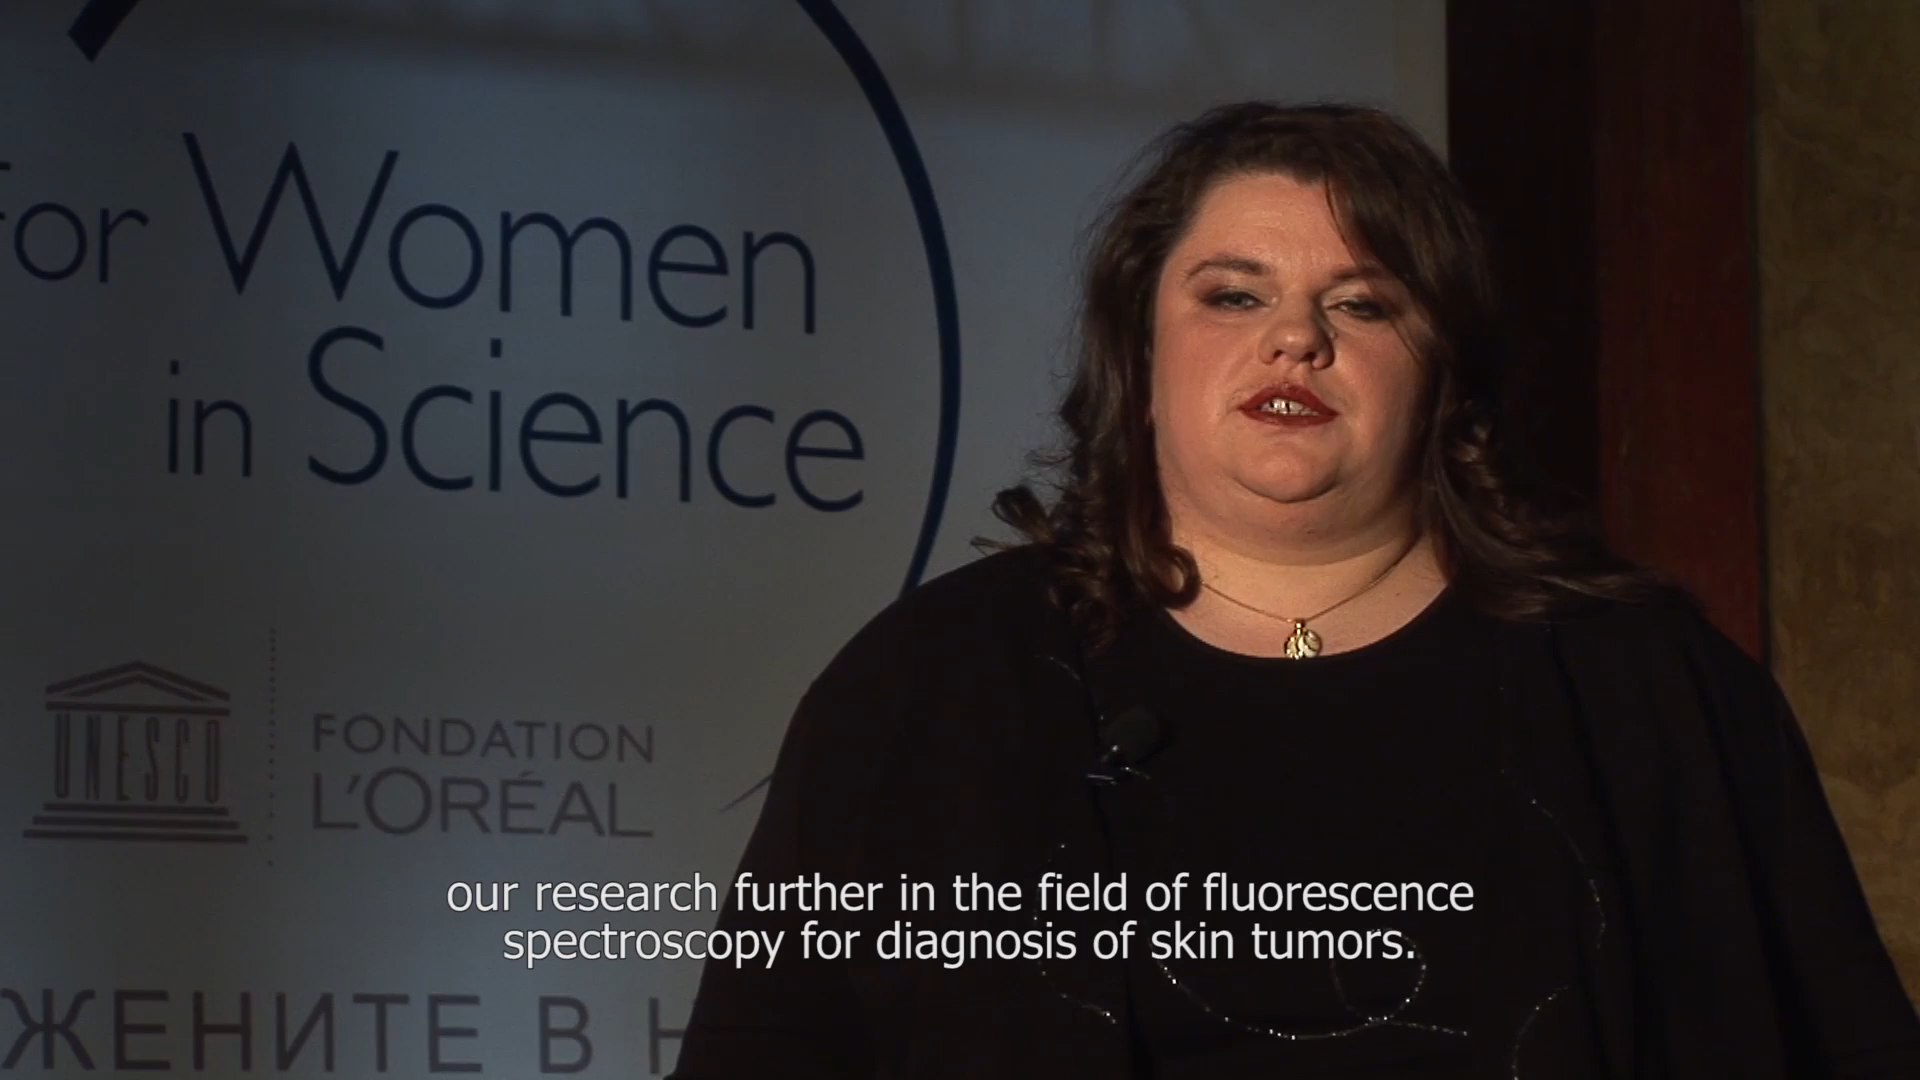 for Women
in Science
UNESCO
FONDATION
L'ORÉAL
our research further in the field of fluorescence
spectroscopy for diagnosis of skin tumors.
ЖЕНИТЕ В